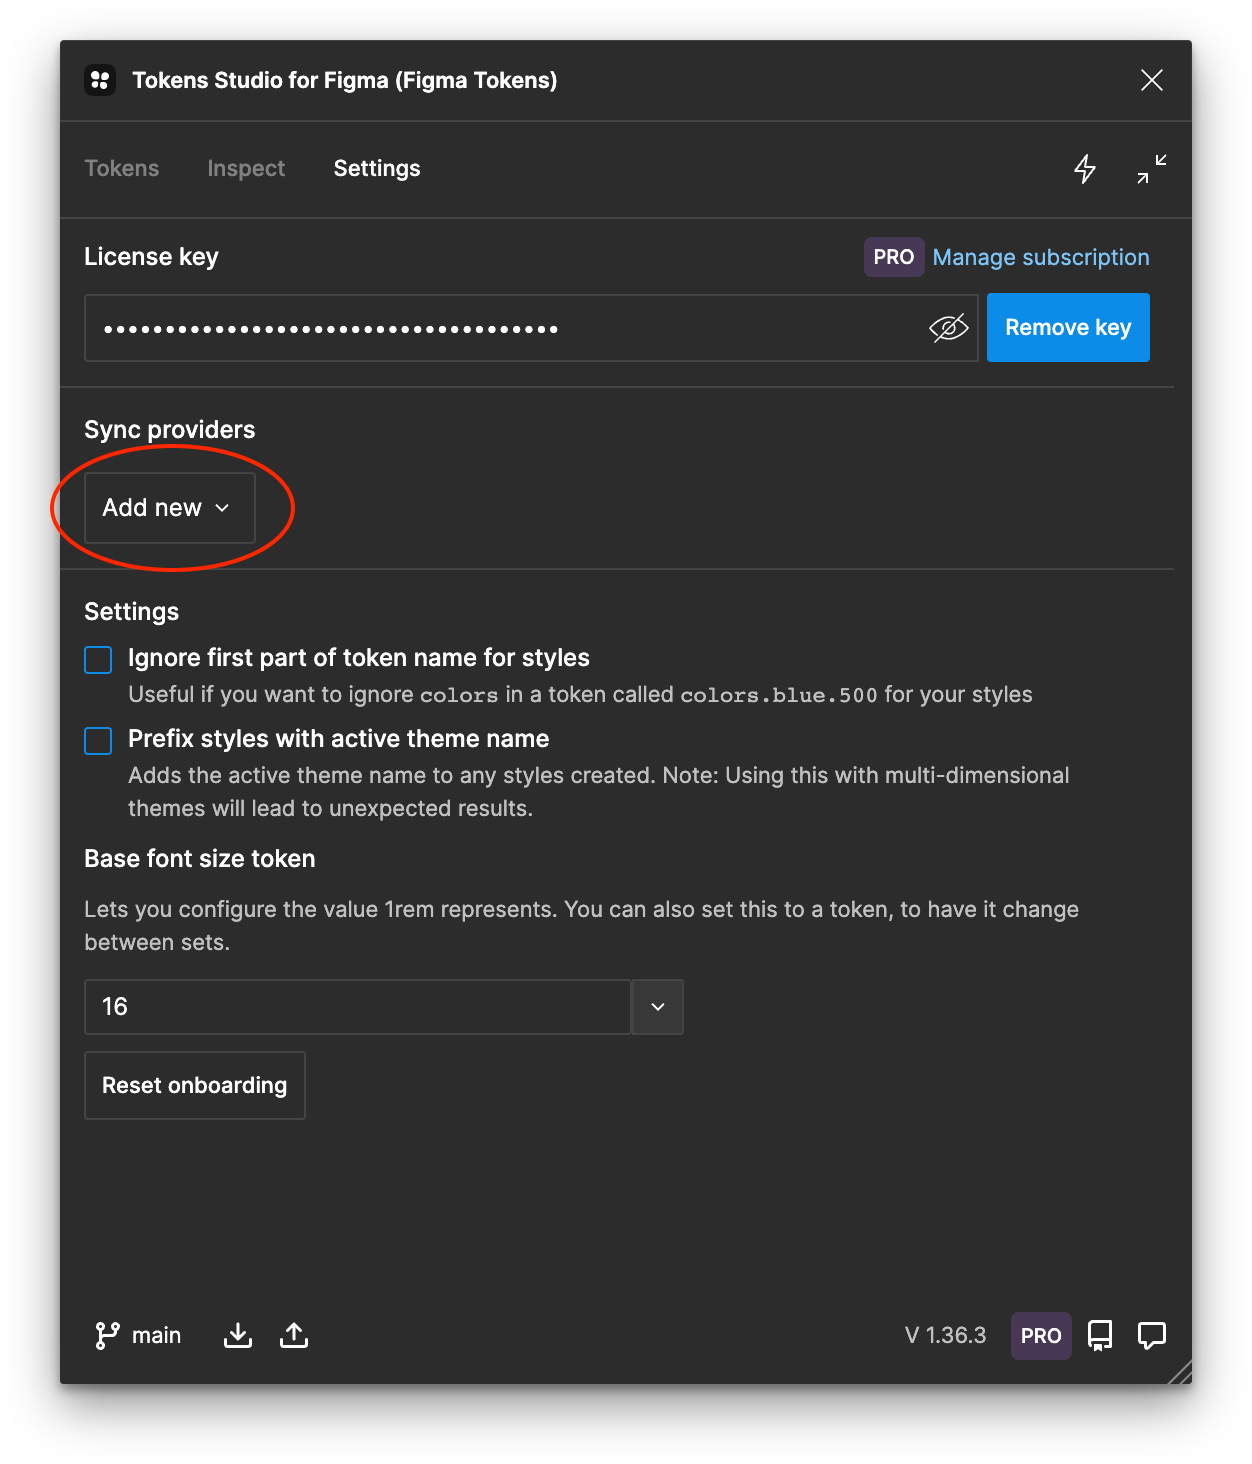 Tokens Studio for Figma (Figma Tokens)
Tokens Inspect Settings
License key PRO Manage subscription
••••••••••••••••••••••••••••••••••••• Remove key
Sync providers
Add new
Settings
Ignore first part of token name for styles
Useful if you want to ignore colors in a token called colors.blue.500 for your styles
Prefix styles with active theme name
Adds the active theme name to any styles created. Note: Using this with multi-dimensional
themes will lead to unexpected results.
Base font size token
Lets you configure the value 1rem represents. You can also set this to a token, to have it change
between sets.
16
Reset onboarding
main V 1.36.3 PRO